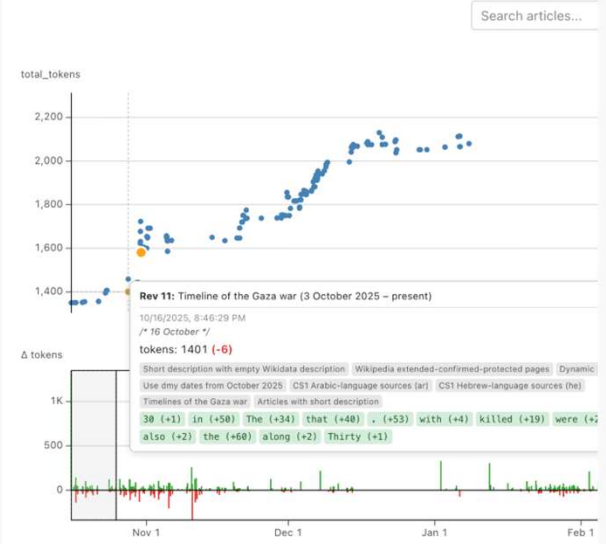 Search articles...
total_tokens
2,200
2,000
1,800
1,600
1,400
Rev 11: Timeline of the Gaza war (3 October 2025 – present)
10/16/2025, 8:46:29 PM
/* 16 October */
tokens: 1401 (-6)
Short description with empty Wikidata description Wikipedia extended-confirmed-protected pages Dynamic
Use dmy dates from October 2025 CS1 Arabic-language sources (ar) CS1 Hebrew-language sources (he)
Timelines of the Gaza war Articles with short description
30 (+1) in (+50) The (+34) that (+40) . (+53) with (+4) killed (+19) were (+2
also (+2) the (+60) along (+2) Thirty (+1)
Δ tokens
1K
500
0
Nov 1 Dec 1 Jan 1 Feb 1